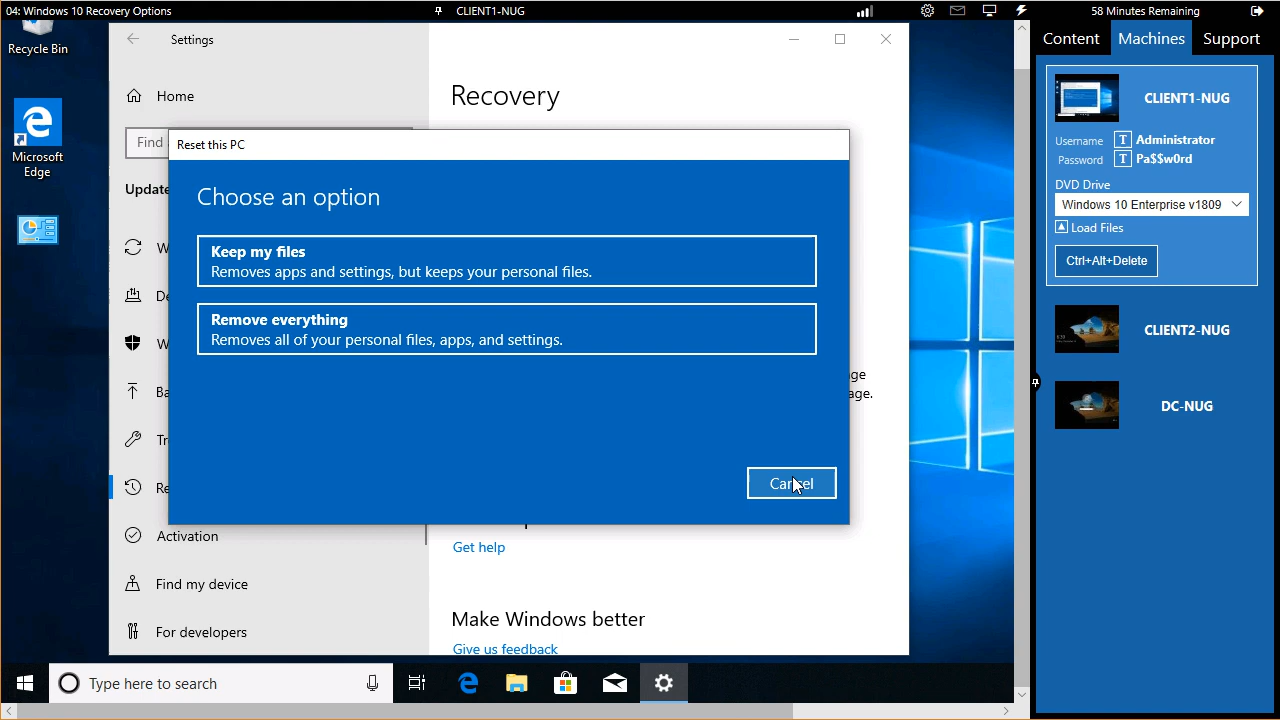 04: Windows 10 Recovery Options
CLIENT1-NUG
58 Minutes Remaining
Content
Machines
Support
Recycle Bin
Microsoft
Edge
Settings
Home
Find
Update
W
De
W
Ba
Tr
Re
Activation
Find my device
For developers
Recovery
Reset this PC
Choose an option
Keep my files
Removes apps and settings, but keeps your personal files.
Remove everything
Removes all of your personal files, apps, and settings.
Cancel
age.
Get help
Make Windows better
Give us feedback
Type here to search
CLIENT1-NUG
Username T Administrator
Password T Pa$$w0rd
DVD Drive
Windows 10 Enterprise v1809
Load Files
Ctrl+Alt+Delete
CLIENT2-NUG
DC-NUG